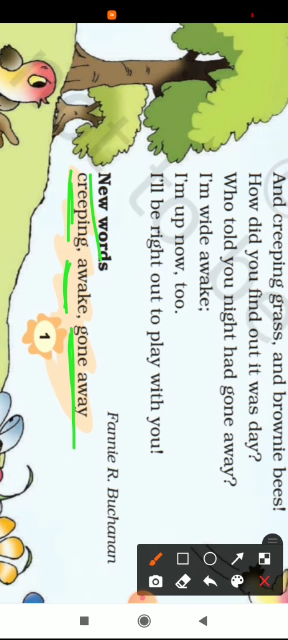 And creeping grass, and brownie bees!
How did you find out it was day?
Who told you night had gone away?
I'm wide awake;
I'm up now, too.
I'll be right out to play with you!
Fannie R. Buchanan
New words
creeping, awake, gone away
1